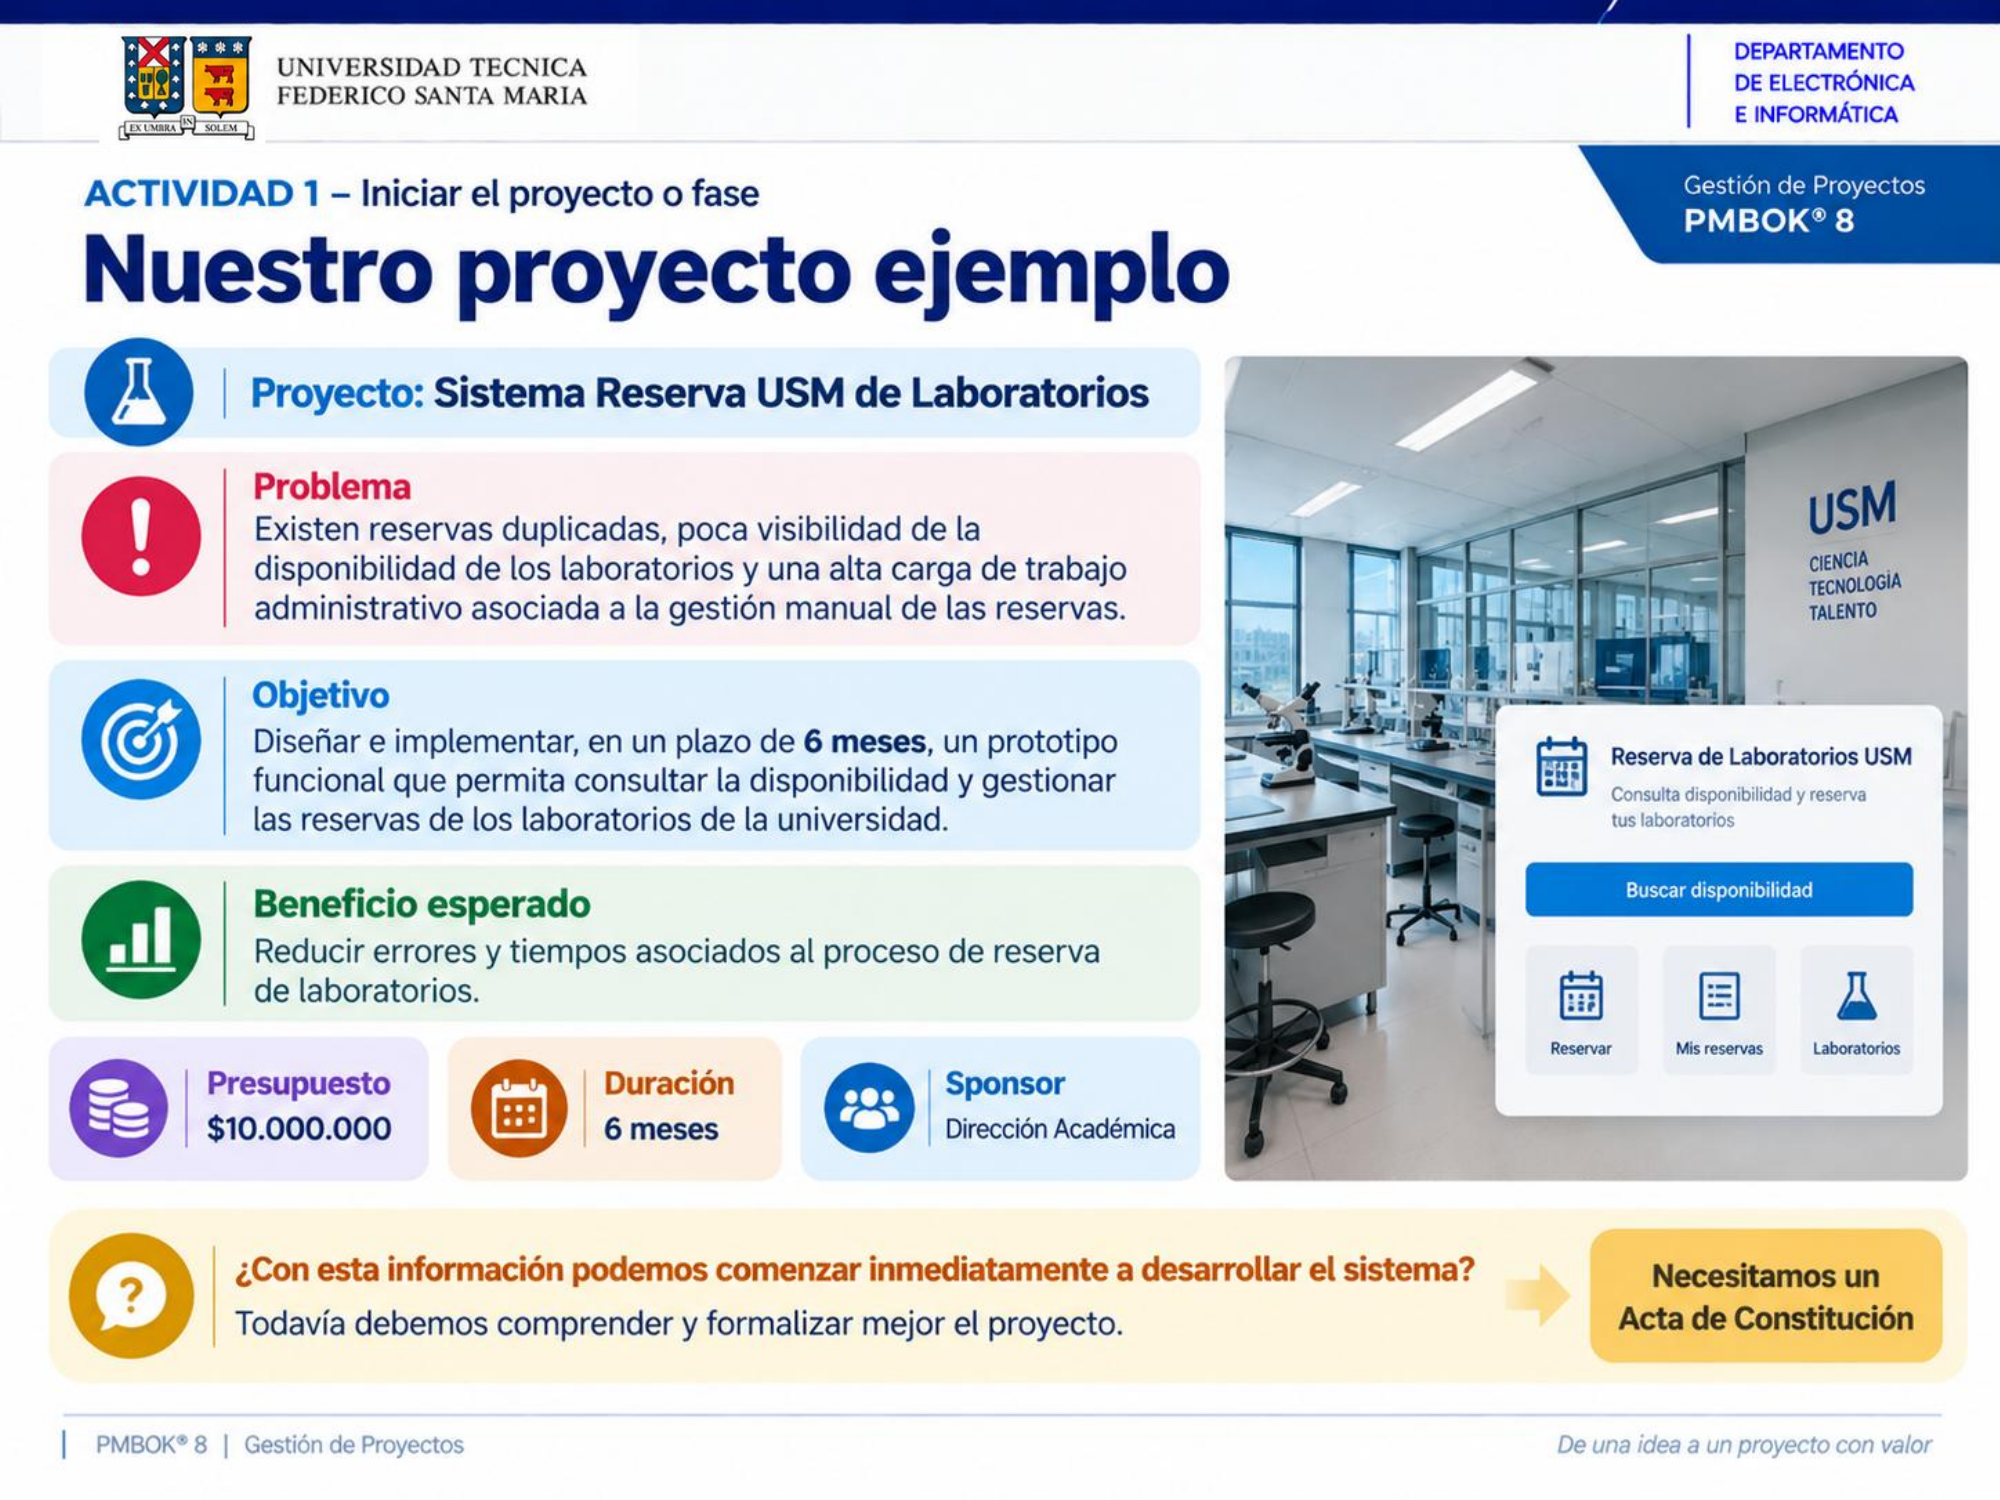 EX UMBRA IN SOLEM
UNIVERSIDAD TECNICA
FEDERICO SANTA MARIA
DEPARTAMENTO
DE ELECTRÓNICA
E INFORMÁTICA
Gestión de Proyectos
PMBOK® 8
ACTIVIDAD 1 – Iniciar el proyecto o fase
Nuestro proyecto ejemplo
Proyecto: Sistema Reserva USM de Laboratorios
Problema
Existen reservas duplicadas, poca visibilidad de la
disponibilidad de los laboratorios y una alta carga de trabajo
administrativo asociada a la gestión manual de las reservas.
Objetivo
Diseñar e implementar, en un plazo de 6 meses, un prototipo
funcional que permita consultar la disponibilidad y gestionar
las reservas de los laboratorios de la universidad.
Beneficio esperado
Reducir errores y tiempos asociados al proceso de reserva
de laboratorios.
Presupuesto
$10.000.000
Duración
6 meses
Sponsor
Dirección Académica
USM
CIENCIA
TECNOLOGÍA
TALENTO
Reserva de Laboratorios USM
Consulta disponibilidad y reserva
tus laboratorios
Buscar disponibilidad
Reservar
Mis reservas
Laboratorios
¿Con esta información podemos comenzar inmediatamente a desarrollar el sistema?
Todavía debemos comprender y formalizar mejor el proyecto.
Necesitamos un
Acta de Constitución
PMBOK® 8 | Gestión de Proyectos
De una idea a un proyecto con valor